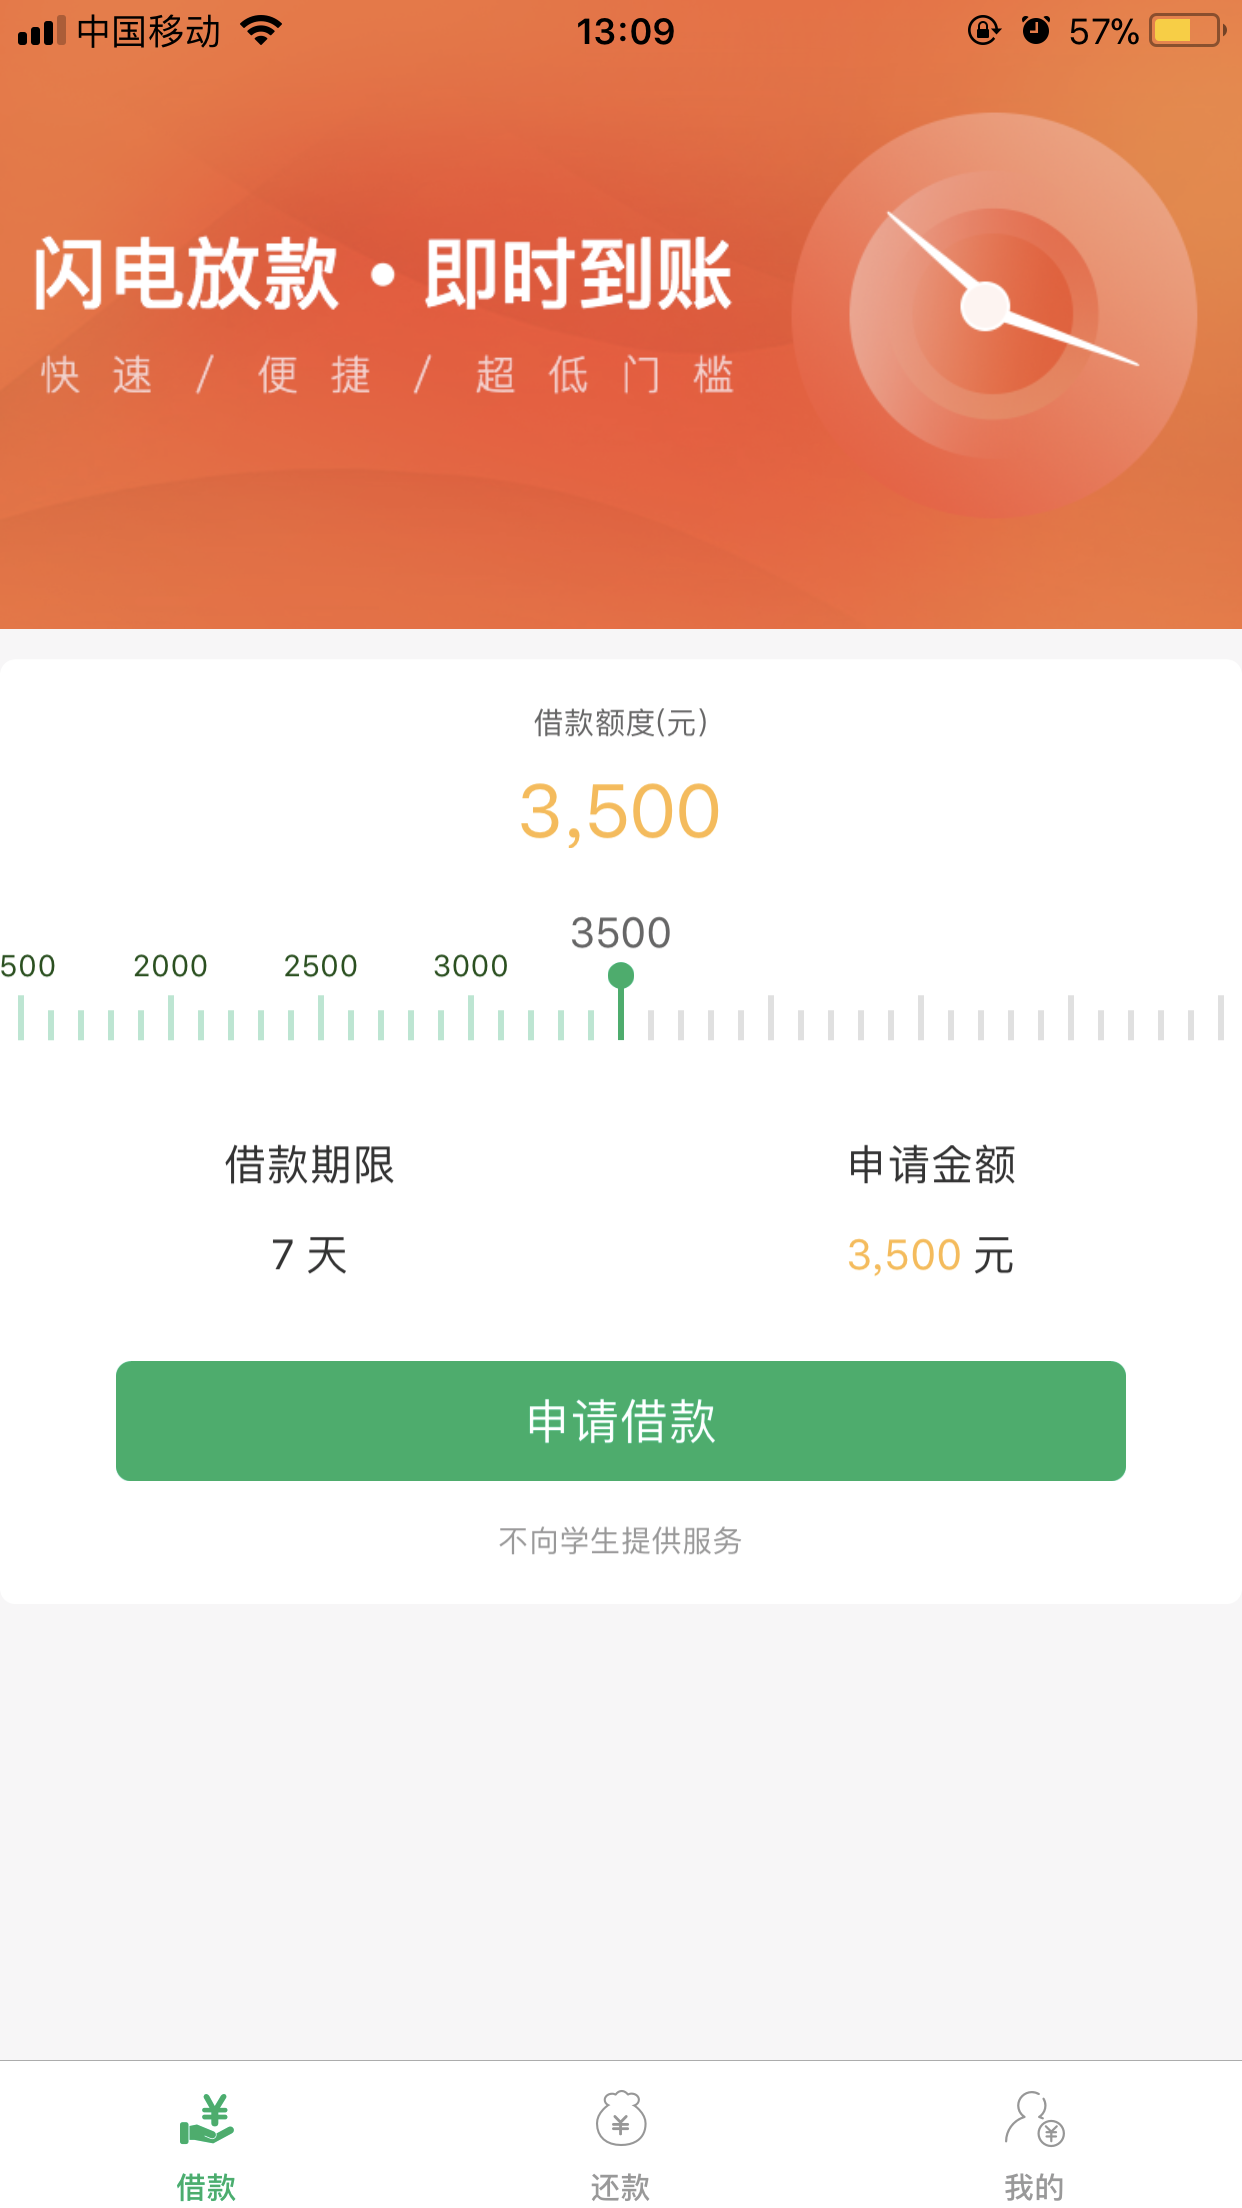 中国移动 13:09 57%
闪电放款·即时到账
快速/便捷/超低门槛
借款额度(元)
3,500
3500
500 2000 2500 3000
借款期限 申请金额
7 天 3,500 元
申请借款
不向学生提供服务
借款 还款 我的